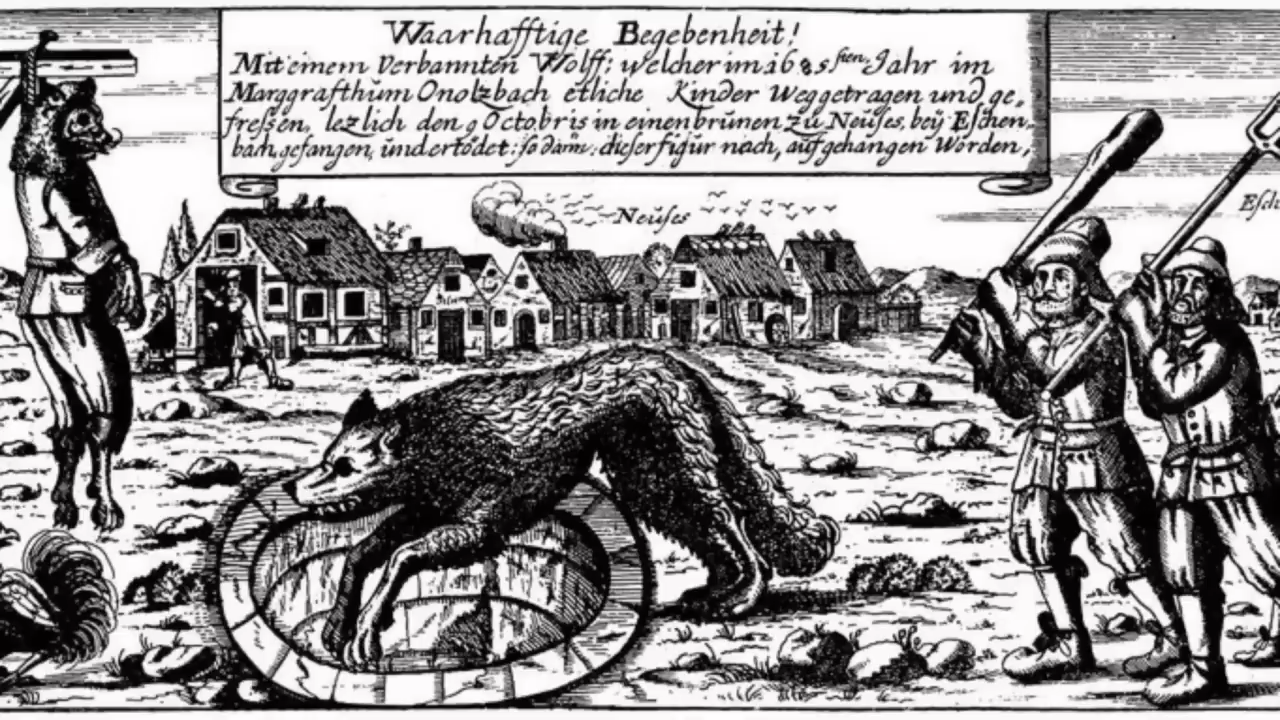 Waarhafftige Begebenheit!
Mit einem verbannten Wolff: welcher im 1685sten Jahr im
Marggrafthum Onolzbach etliche Kinder weggetragen und ge,
freßen, lezlich den 9 Octobris in einen brunen zu Neuses, bey Eschen,
bach, gefangen, und ertödet: so dann: dieser figur nach, aufgehangen Worden,
Neuses
Esch